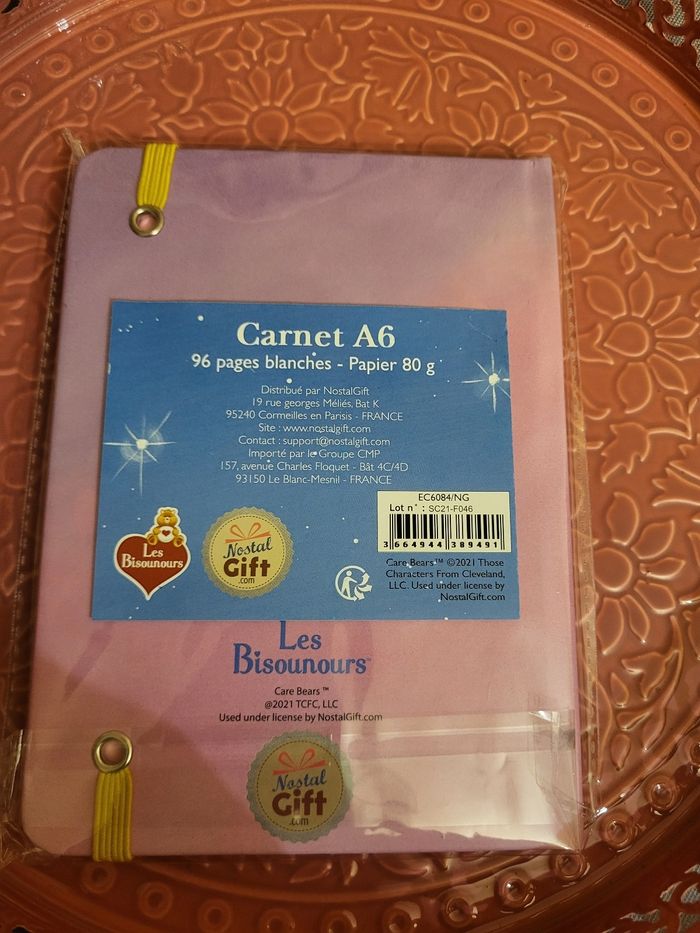 Carnet A6
96 pages blanches - Papier 80 g
Distribué par NostalGift
19 rue georges Méliés, Bat K
95240 Cormeilles en Parisis - FRANCE
Site : www.nostalgift.com
Contact : support@nostalgift.com
Importé par le Groupe CMP
157, avenue Charles Floquet - Bât 4C/4D
93150 Le Blanc-Mesnil - FRANCE
EC6084/NG
Lot n° : SC21-F046
3 664944 389491
Les
Bisounours
Nostal
Gift
.com
Care Bears™ ©2021 Those
Characters From Cleveland,
LLC. Used under license by
NostalGift.com
Les
Bisounours™
Care Bears ™
@2021 TCFC, LLC
Used under license by NostalGift.com
Nostal
Gift
.com